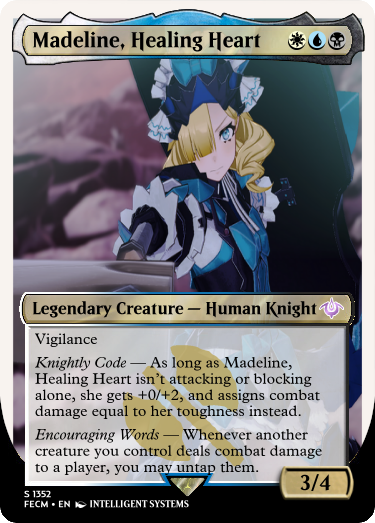 Madeline, Healing Heart
Legendary Creature — Human Knight
Vigilance
Knightly Code — As long as Madeline,
Healing Heart isn't attacking or blocking
alone, she gets +0/+2, and assigns combat
damage equal to her toughness instead.
Encouraging Words — Whenever another
creature you control deals combat damage
to a player, you may untap them.
3/4
S 1352
FECM • EN INTELLIGENT SYSTEMS